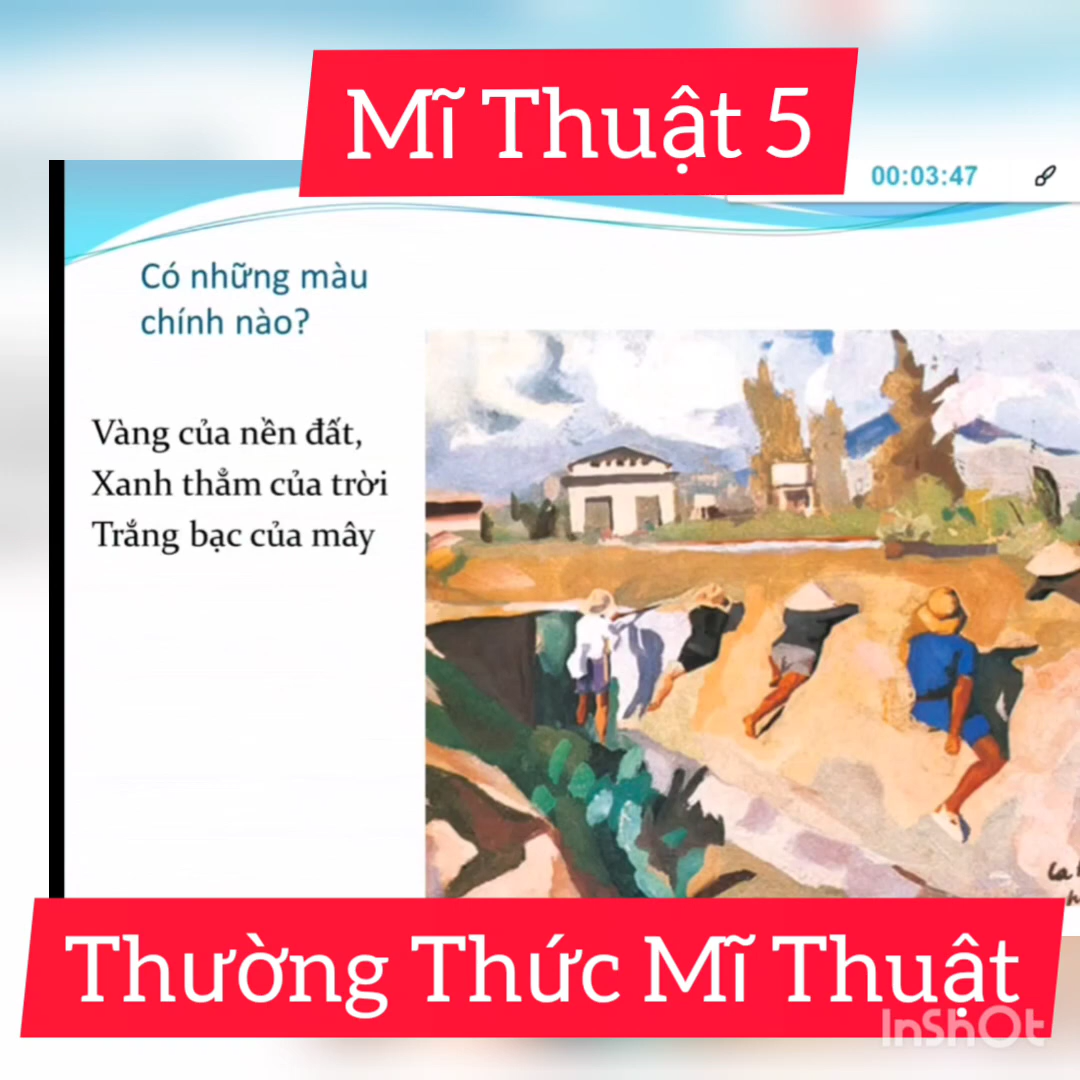 Mĩ Thuật 5
00:03:47
Có những màu
chính nào?
Vàng của nền đất,
Xanh thẳm của trời
Trắng bạc của mây
Thường Thức Mĩ Thuật
InShOt